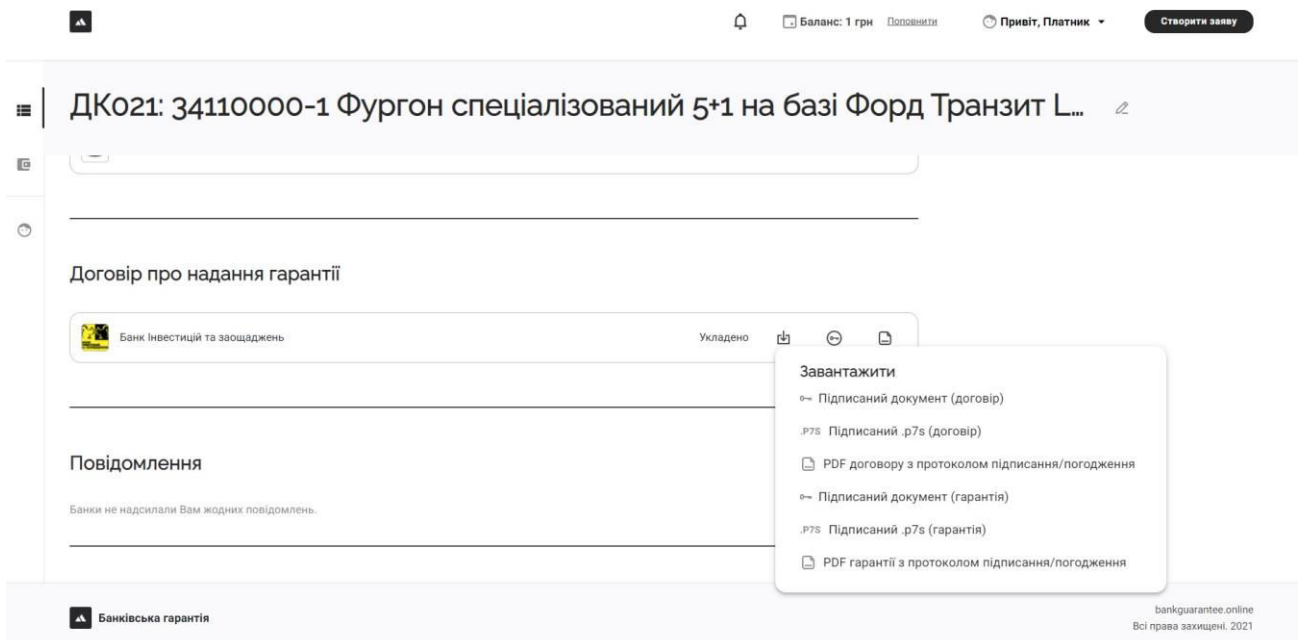 Баланс: 1 грн Поповнити Привіт, Платник Створити заяву
ДК021: 34110000-1 Фургон спеціалізований 5+1 на базі Форд Транзит L...
Договір про надання гарантії
Банк Інвестицій та заощаджень Укладено
Завантажити
Підписаний документ (договір)
.P7S Підписаний .p7s (договір)
PDF договору з протоколом підписання/погодження
Підписаний документ (гарантія)
.P7S Підписаний .p7s (гарантія)
PDF гарантії з протоколом підписання/погодження
Повідомлення
Банки не надсилали Вам жодних повідомлень.
Банківська гарантія
bankguarantee.online
Всі права захищені. 2021